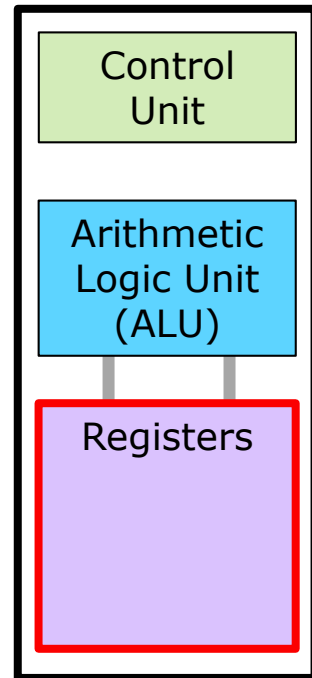 Control
Unit
Arithmetic
Logic Unit
(ALU)
Registers